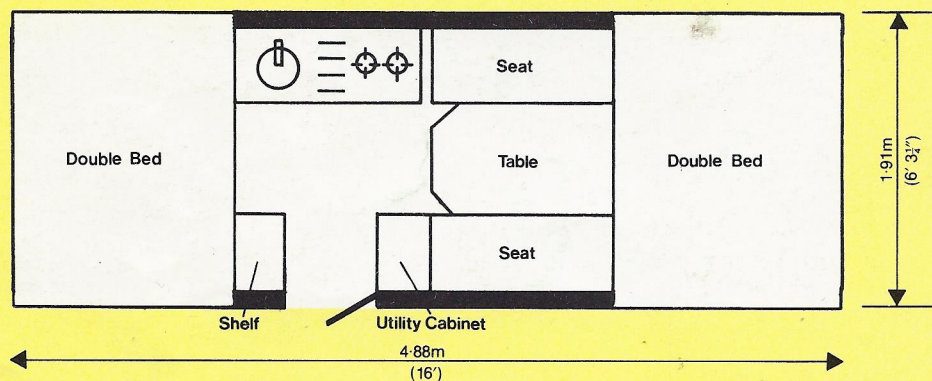 Seat
Double Bed
Table
Double Bed
1·91m
(6′ 3¼″)
Seat
Shelf
Utility Cabinet
4·88m
(16′)